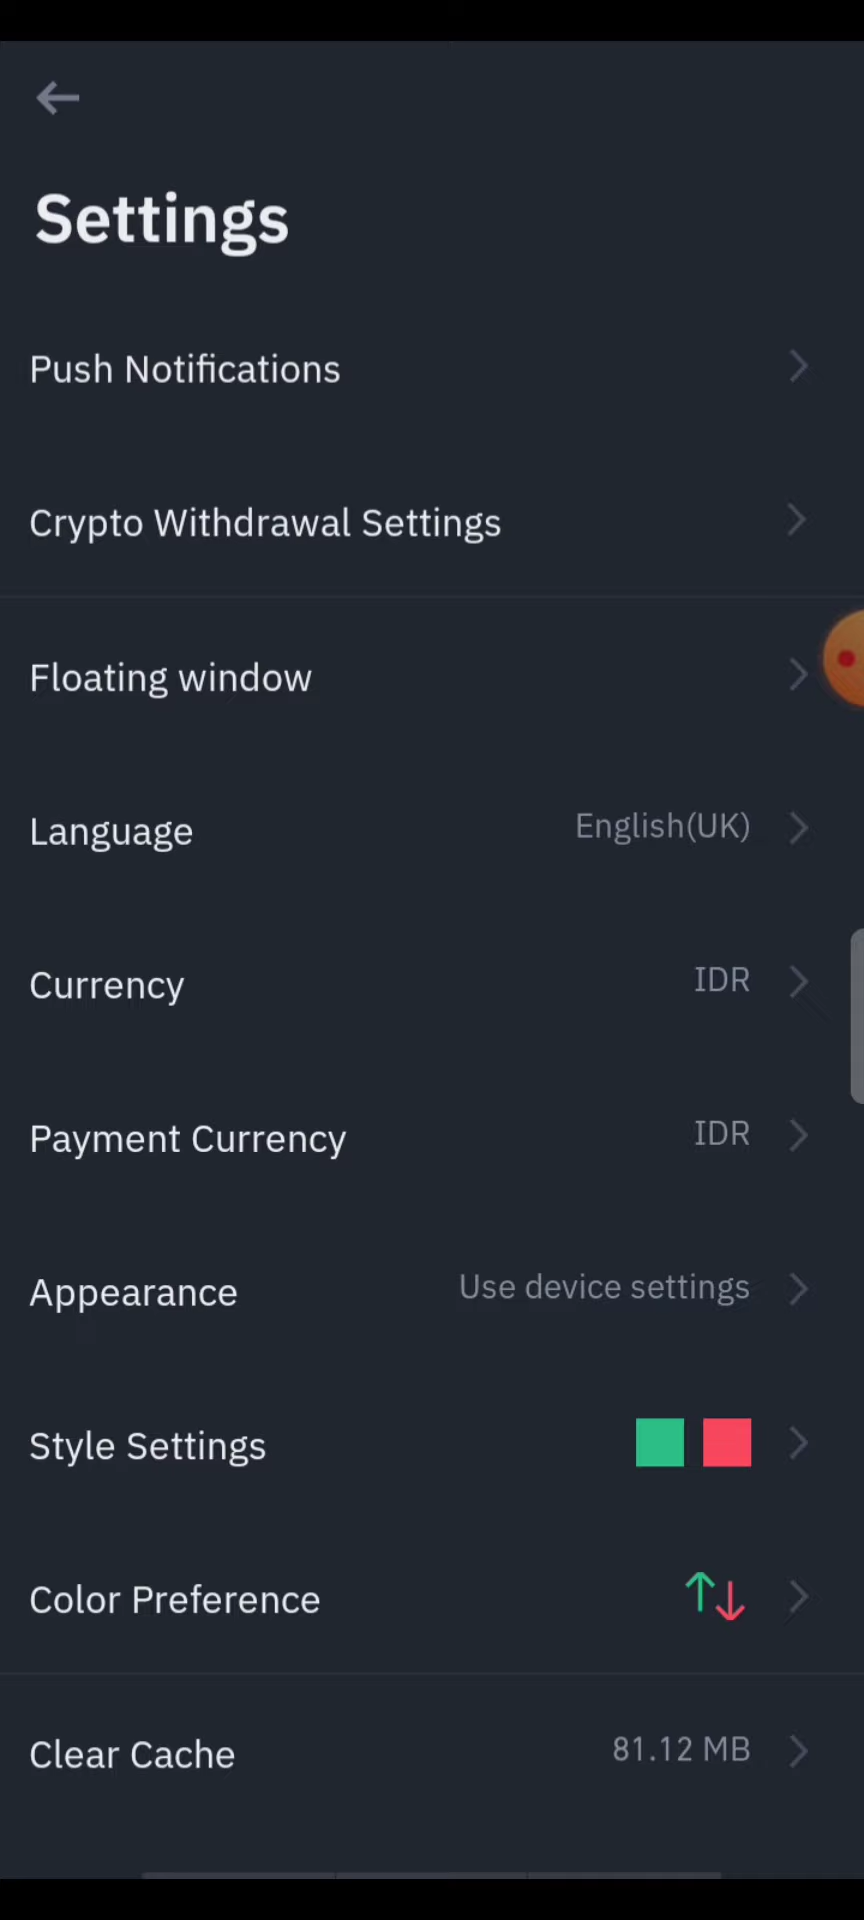 Settings
Push Notifications
Crypto Withdrawal Settings
Floating window
Language English(UK)
Currency IDR
Payment Currency IDR
Appearance Use device settings
Style Settings
Color Preference
Clear Cache 81.12 MB